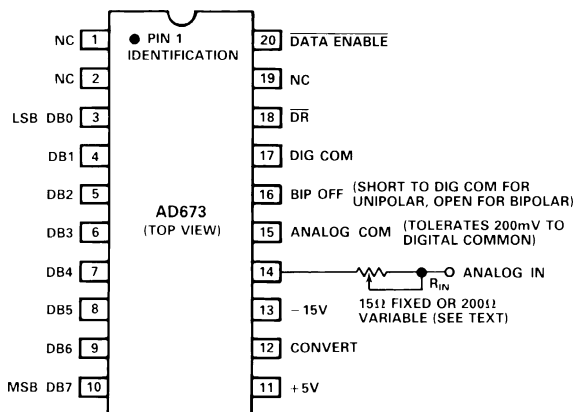 NC 1
● PIN 1
IDENTIFICATION
20 DATA ENABLE
NC 2
19 NC
LSB DB0 3
18 DR
DB1 4
17 DIG COM
DB2 5
16 BIP OFF (SHORT TO DIG COM FOR
UNIPOLAR, OPEN FOR BIPOLAR)
AD673
(TOP VIEW)
DB3 6
15 ANALOG COM (TOLERATES 200mV TO
DIGITAL COMMON)
DB4 7
14
RIN
ANALOG IN
15Ω FIXED OR 200Ω
VARIABLE (SEE TEXT)
DB5 8
13 −15V
DB6 9
12 CONVERT
MSB DB7 10
11 +5V